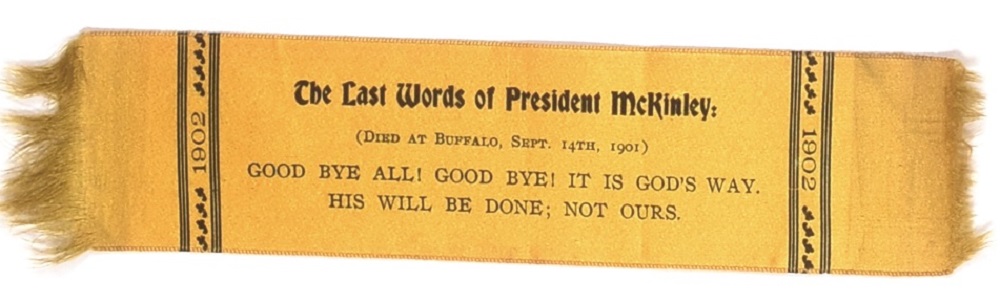 The Last Words of President McKinley:
(Died at Buffalo, Sept. 14th, 1901)
GOOD BYE ALL! GOOD BYE! IT IS GOD'S WAY.
HIS WILL BE DONE; NOT OURS.
1902
1902